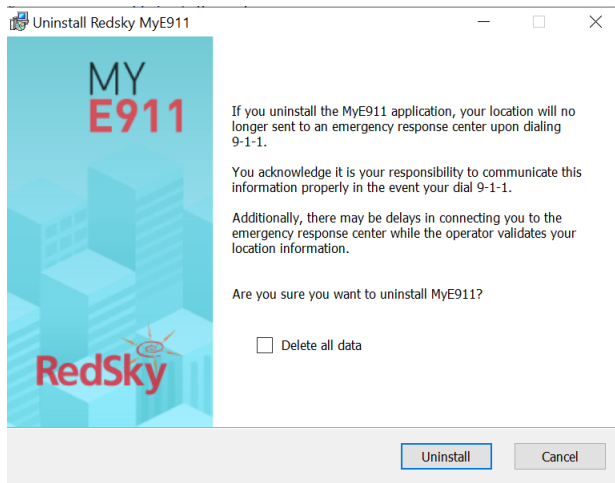 Uninstall Redsky MyE911
MY
E911
If you uninstall the MyE911 application, your location will no
longer sent to an emergency response center upon dialing
9-1-1.
You acknowledge it is your responsibility to communicate this
information properly in the event your dial 9-1-1.
Additionally, there may be delays in connecting you to the
emergency response center while the operator validates your
location information.
Are you sure you want to uninstall MyE911?
Delete all data
RedSky
Uninstall
Cancel